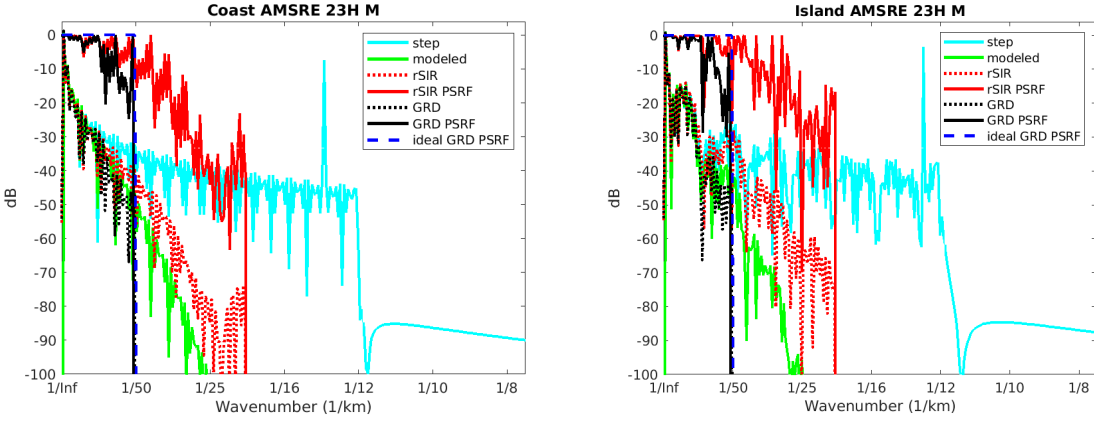 Coast AMSRE 23H M
dB
0
-10
-20
-30
-40
-50
-60
-70
-80
-90
-100
step
modeled
rSIR
rSIR PSRF
GRD
GRD PSRF
ideal GRD PSRF
1/Inf 1/50 1/25 1/16 1/12 1/10 1/8
Wavenumber (1/km)
Island AMSRE 23H M
dB
0
-10
-20
-30
-40
-50
-60
-70
-80
-90
-100
step
modeled
rSIR
rSIR PSRF
GRD
GRD PSRF
ideal GRD PSRF
1/Inf 1/50 1/25 1/16 1/12 1/10 1/8
Wavenumber (1/km)